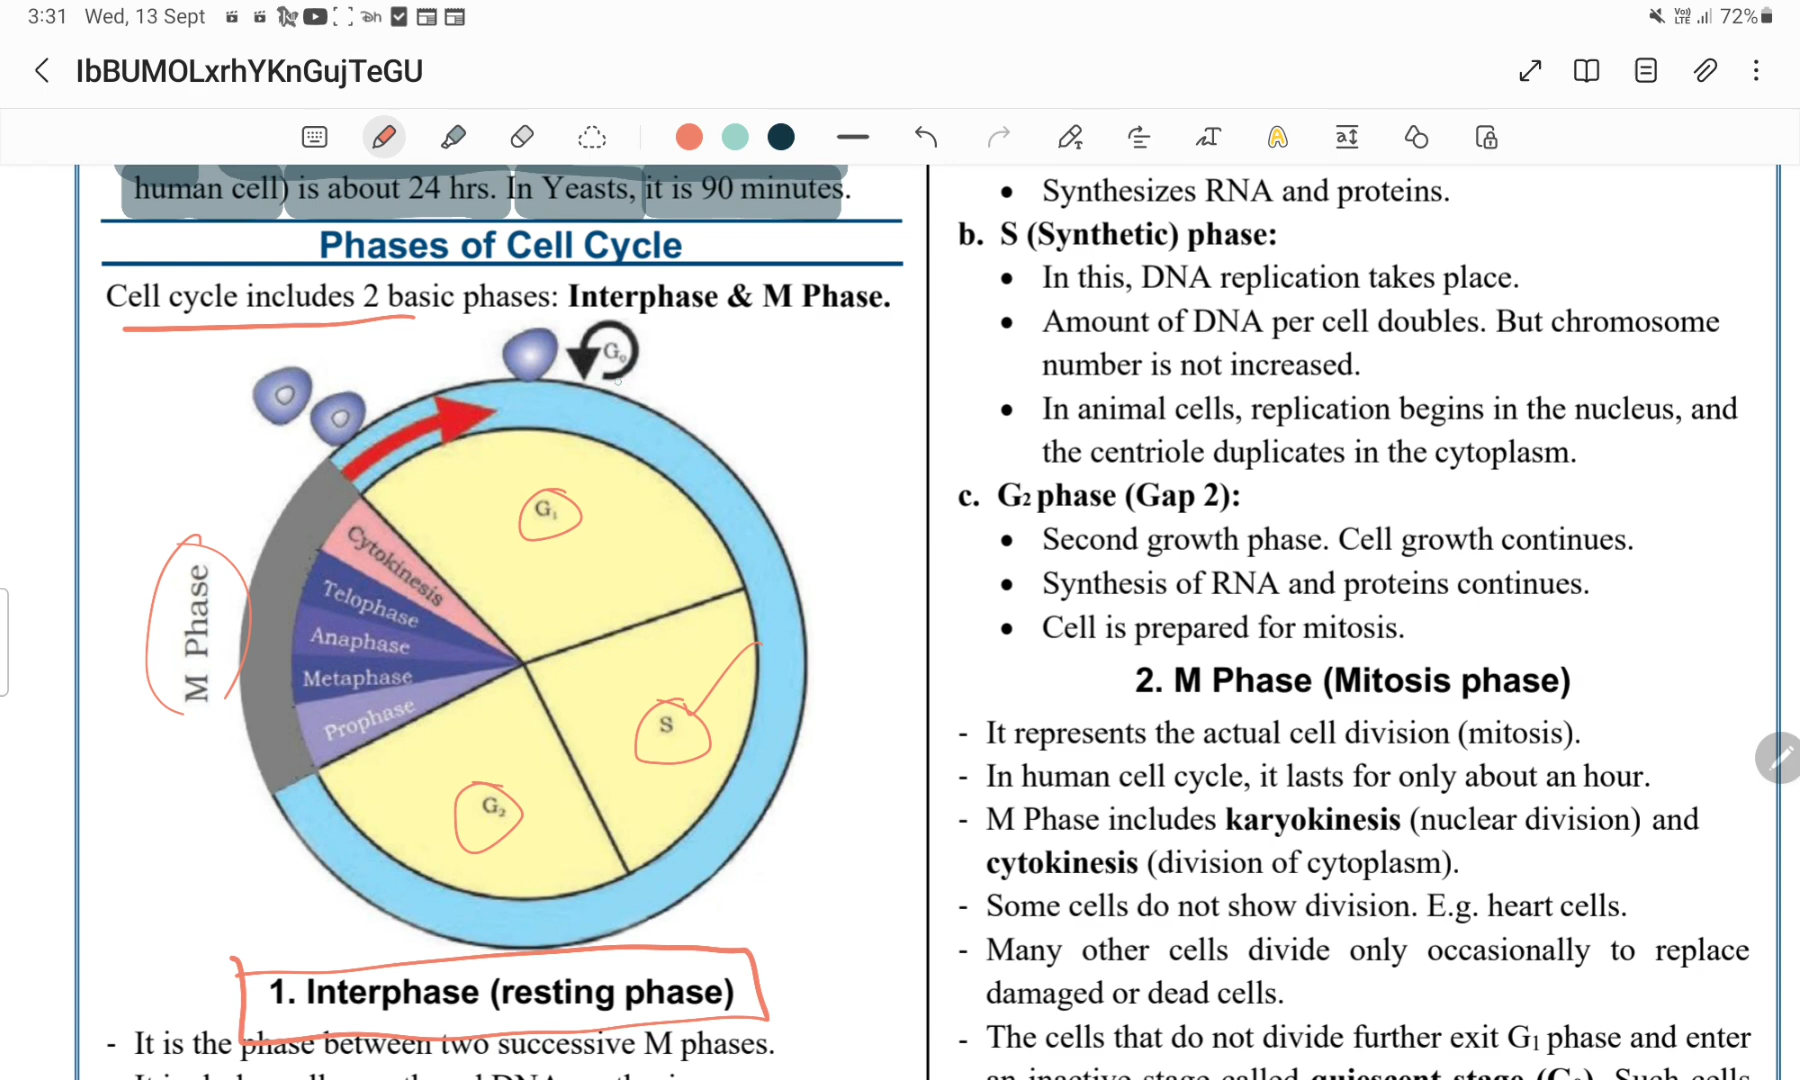 3:31 Wed, 13 Sept
72%
IbBUMOLxrhYKnGujTeGU
human cell) is about 24 hrs. In Yeasts, it is 90 minutes.
Phases of Cell Cycle
Cell cycle includes 2 basic phases: Interphase & M Phase.
G₀
G₁
Cytokinesis
Telophase
Anaphase
Metaphase
Prophase
M Phase
S
G₂
1. Interphase (resting phase)
- It is the phase between two successive M phases.
• Synthesizes RNA and proteins.
b. S (Synthetic) phase:
• In this, DNA replication takes place.
• Amount of DNA per cell doubles. But chromosome
number is not increased.
• In animal cells, replication begins in the nucleus, and
the centriole duplicates in the cytoplasm.
c. G₂ phase (Gap 2):
• Second growth phase. Cell growth continues.
• Synthesis of RNA and proteins continues.
• Cell is prepared for mitosis.
2. M Phase (Mitosis phase)
- It represents the actual cell division (mitosis).
- In human cell cycle, it lasts for only about an hour.
- M Phase includes karyokinesis (nuclear division) and
cytokinesis (division of cytoplasm).
- Some cells do not show division. E.g. heart cells.
- Many other cells divide only occasionally to replace
damaged or dead cells.
- The cells that do not divide further exit G₁ phase and enter
an inactive stage called quiescent stage (G₀). Such cells